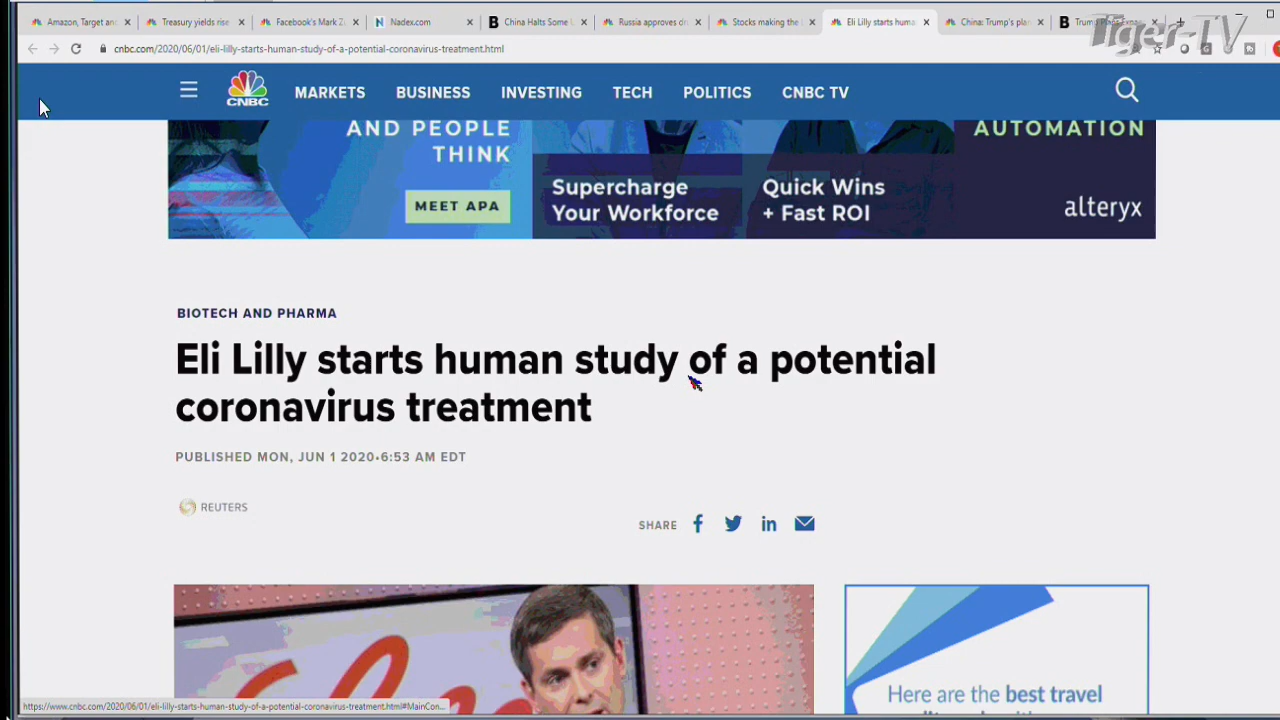 Amazon, Target and
Treasury yields rise
Facebook's Mark Z
Nadex.com
China Halts Some
Russia approves dr
Stocks making the
Eli Lilly starts huma
China: Trump's pla
Tiger-TV
cnbc.com/2020/06/01/eli-lilly-starts-human-study-of-a-potential-coronavirus-treatment.html
CNBC
MARKETS
BUSINESS
INVESTING
TECH
POLITICS
CNBC TV
AND PEOPLE
THINK
MEET APA
Supercharge
Your Workforce
Quick Wins
+ Fast ROI
AUTOMATION
alteryx
BIOTECH AND PHARMA
Eli Lilly starts human study of a potential
coronavirus treatment
PUBLISHED MON, JUN 1 2020•6:53 AM EDT
REUTERS
SHARE
Here are the best travel
https://www.cnbc.com/2020/06/01/eli-lilly-starts-human-study-of-a-potential-coronavirus-treatment.html#MainCon...